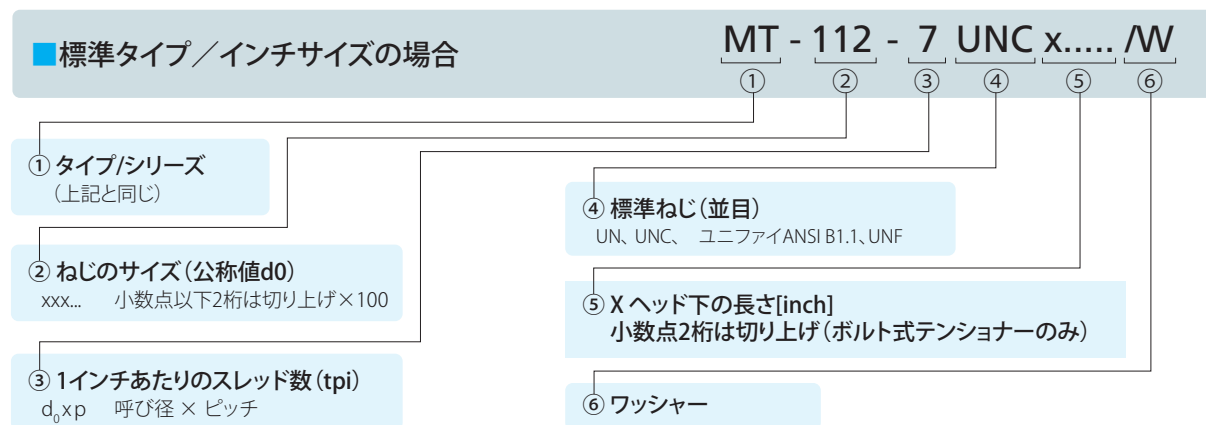 ■標準タイプ／インチサイズの場合
MT - 112 - 7 UNC x..... /W
① ② ③ ④ ⑤ ⑥
① タイプ/シリーズ
（上記と同じ）
② ねじのサイズ（公称値d0）
xxx... 小数点以下2桁は切り上げ×100
③ 1インチあたりのスレッド数（tpi）
d₀xp 呼び径 × ピッチ
④ 標準ねじ（並目）
UN、UNC、 ユニファイANSI B1.1、UNF
⑤ X ヘッド下の長さ[inch]
小数点2桁は切り上げ（ボルト式テンショナーのみ）
⑥ ワッシャー